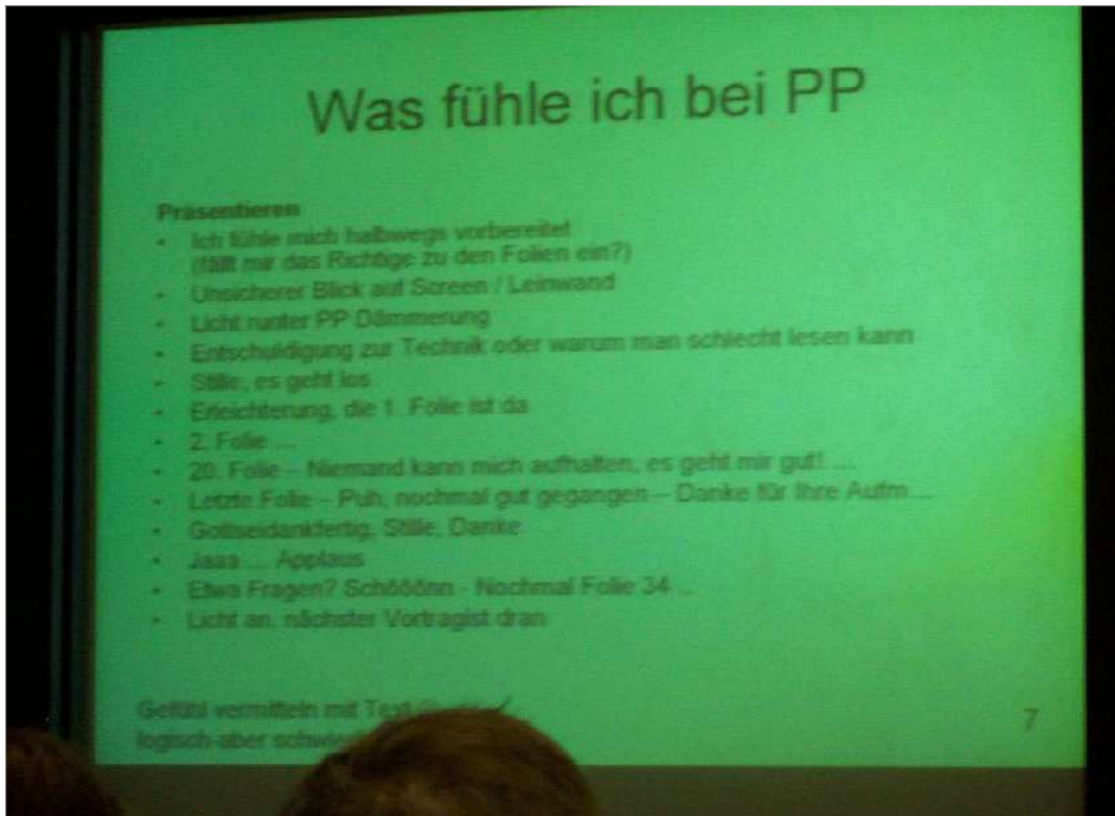 Was fühle ich bei PP
Präsentieren
• Ich fühle mich halbwegs vorbereitet
(fällt mir das Richtige zu den Folien ein?)
• Unsicherer Blick auf Screen / Leinwand
• Licht runter PP Dämmerung
• Entschuldigung zur Technik oder warum man schlecht lesen kann
• Stille, es geht los
• Erleichterung, die 1. Folie ist da
• 2. Folie ....
• 20. Folie – Niemand kann mich aufhalten, es geht mir gut! ....
• Letzte Folie – Puh, nochmal gut gegangen – Danke für Ihre Aufm....
• Gottseidankfertig, Stille, Danke
• Jaaa .... Applaus
• Etwa Fragen? Schöööönn - Nochmal Folie 34 ..
• Licht an, nächster Vortragist dran
Gefühl vermitteln mit Text
logisch aber
7